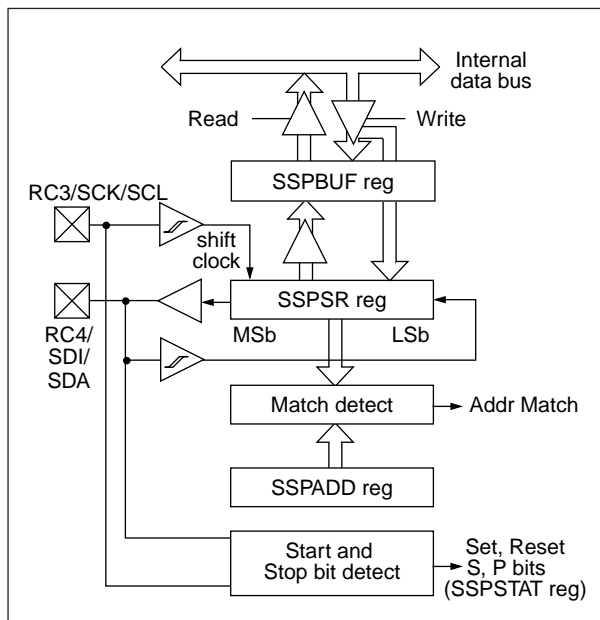 Internal
data bus
Read
Write
SSPBUF reg
RC3/SCK/SCL
shift
clock
SSPSR reg
MSb
LSb
RC4/
SDI/
SDA
Match detect
Addr Match
SSPADD reg
Start and
Stop bit detect
Set, Reset
S, P bits
(SSPSTAT reg)